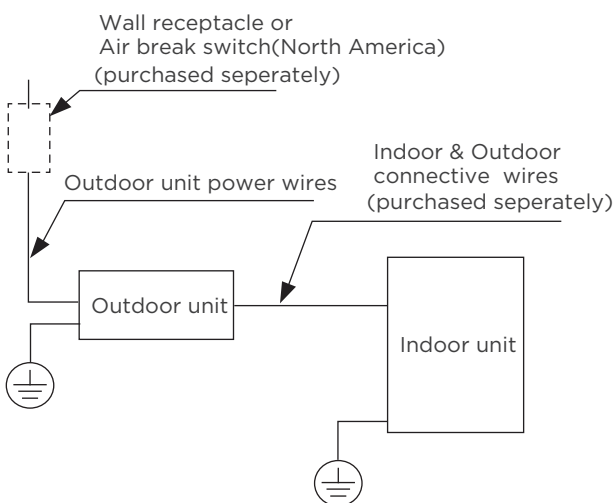 Wall receptacle or
Air break switch(North America)
(purchased seperately)
Indoor & Outdoor
connective wires
(purchased seperately)
Outdoor unit power wires
Outdoor unit
Indoor unit